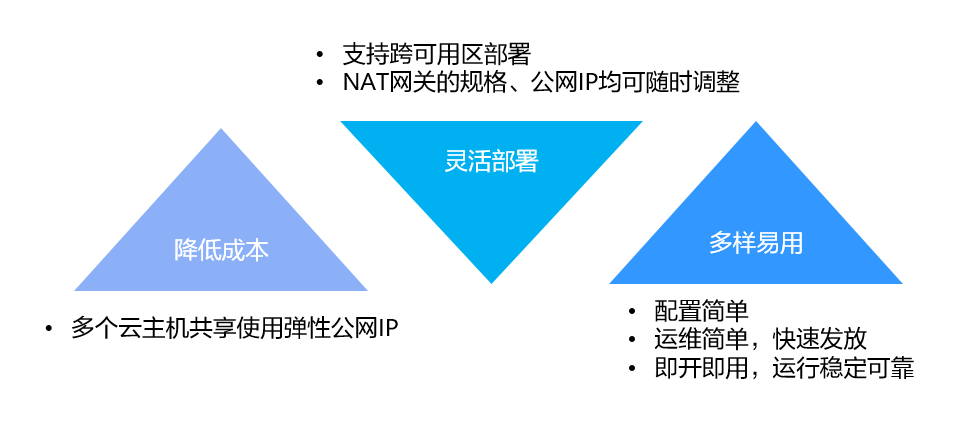 • 支持跨可用区部署
• NAT网关的规格、公网IP均可随时调整
灵活部署
降低成本
• 多个云主机共享使用弹性公网IP
多样易用
• 配置简单
• 运维简单，快速发放
• 即开即用，运行稳定可靠